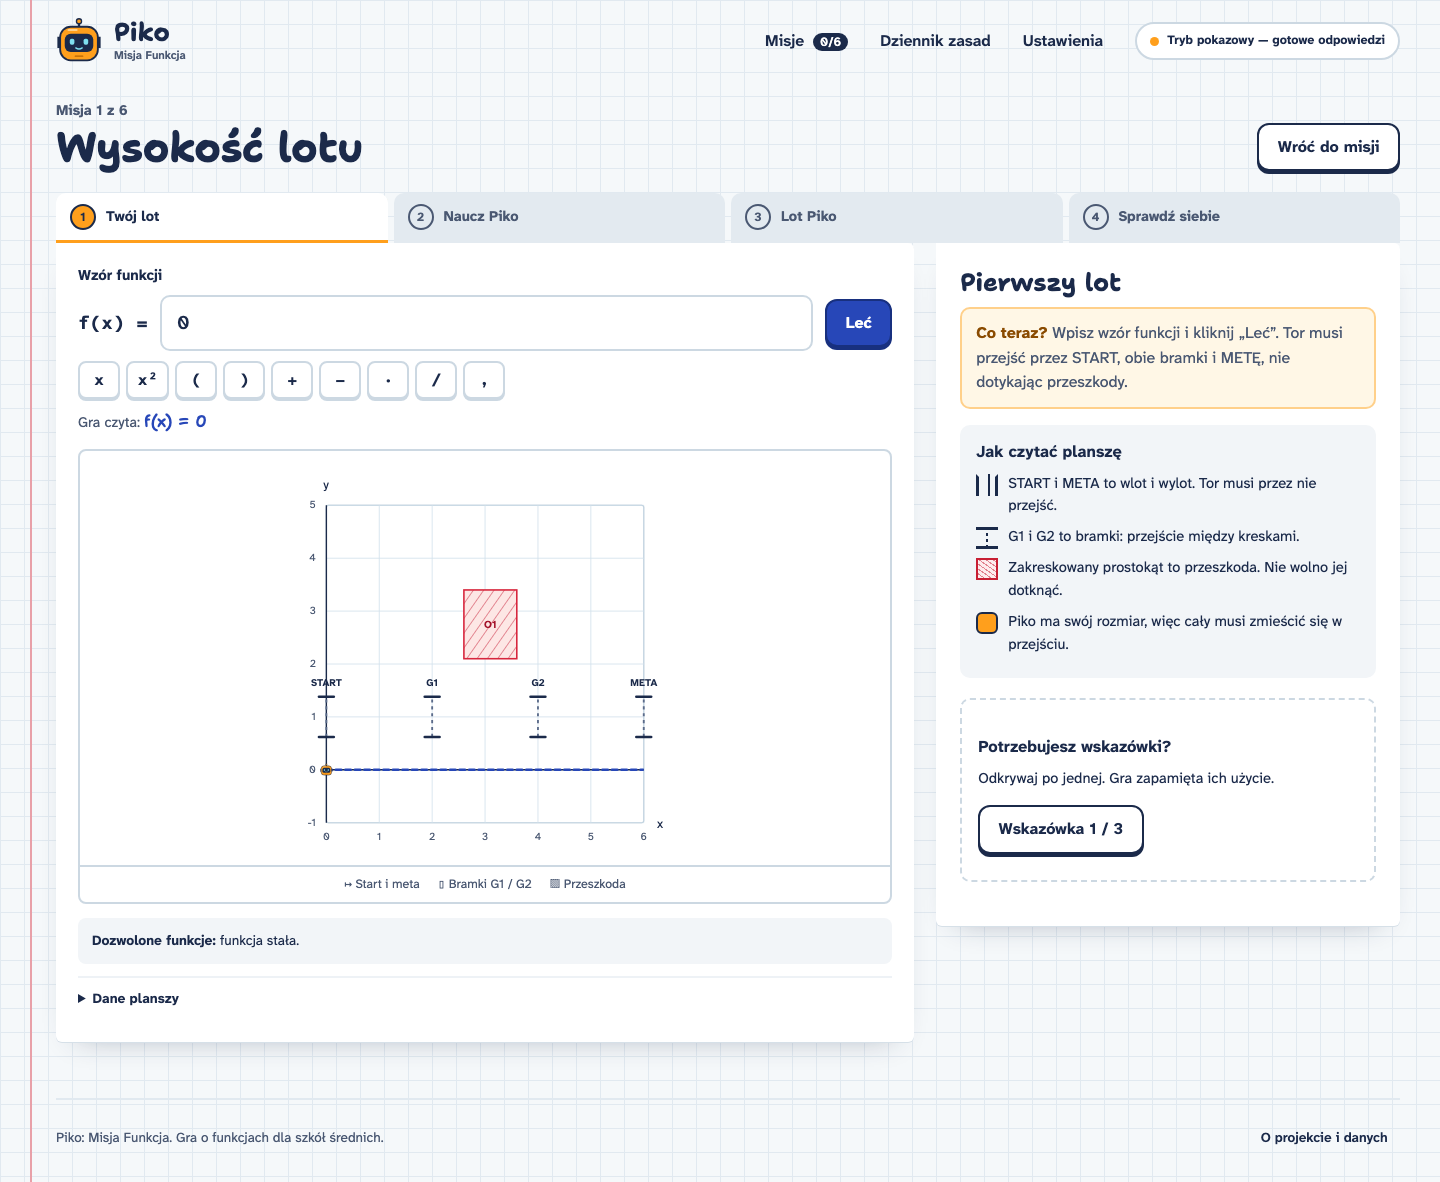 Piko
Misja Funkcja
Misje 0/6
Dziennik zasad
Ustawienia
Tryb pokazowy — gotowe odpowiedzi
Misja 1 z 6
Wysokość lotu
Wróć do misji
1 Twój lot
2 Naucz Piko
3 Lot Piko
4 Sprawdź siebie
Wzór funkcji
f(x) = 0
Leć
x x² ( ) + − · / ,
Gra czyta: f(x) = 0
y
5
4
3
O1
2
START G1 G2 META
1
0
-1
x
0 1 2 3 4 5 6
Start i meta Bramki G1 / G2 Przeszkoda
Dozwolone funkcje: funkcja stała.
Dane planszy
Pierwszy lot
Co teraz? Wpisz wzór funkcji i kliknij „Leć”. Tor musi
przejść przez START, obie bramki i METĘ, nie
dotykając przeszkody.
Jak czytać planszę
START i META to wlot i wylot. Tor musi przez nie
przejść.
G1 i G2 to bramki: przejście między kreskami.
Zakreskowany prostokąt to przeszkoda. Nie wolno jej
dotknąć.
Piko ma swój rozmiar, więc cały musi zmieścić się w
przejściu.
Potrzebujesz wskazówki?
Odkrywaj po jednej. Gra zapamięta ich użycie.
Wskazówka 1 / 3
Piko: Misja Funkcja. Gra o funkcjach dla szkół średnich.
O projekcie i danych